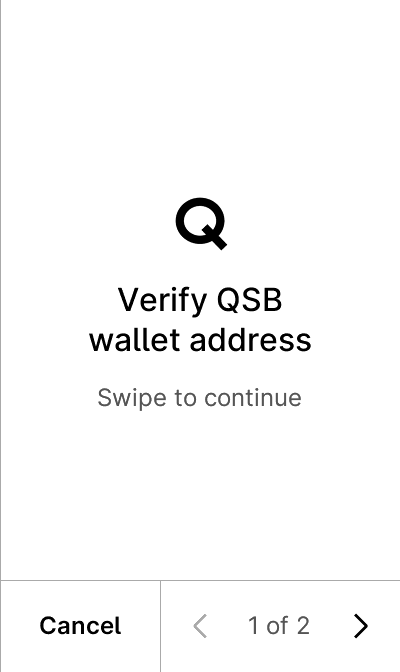 Q
Verify QSB
wallet address
Swipe to continue
Cancel
1 of 2